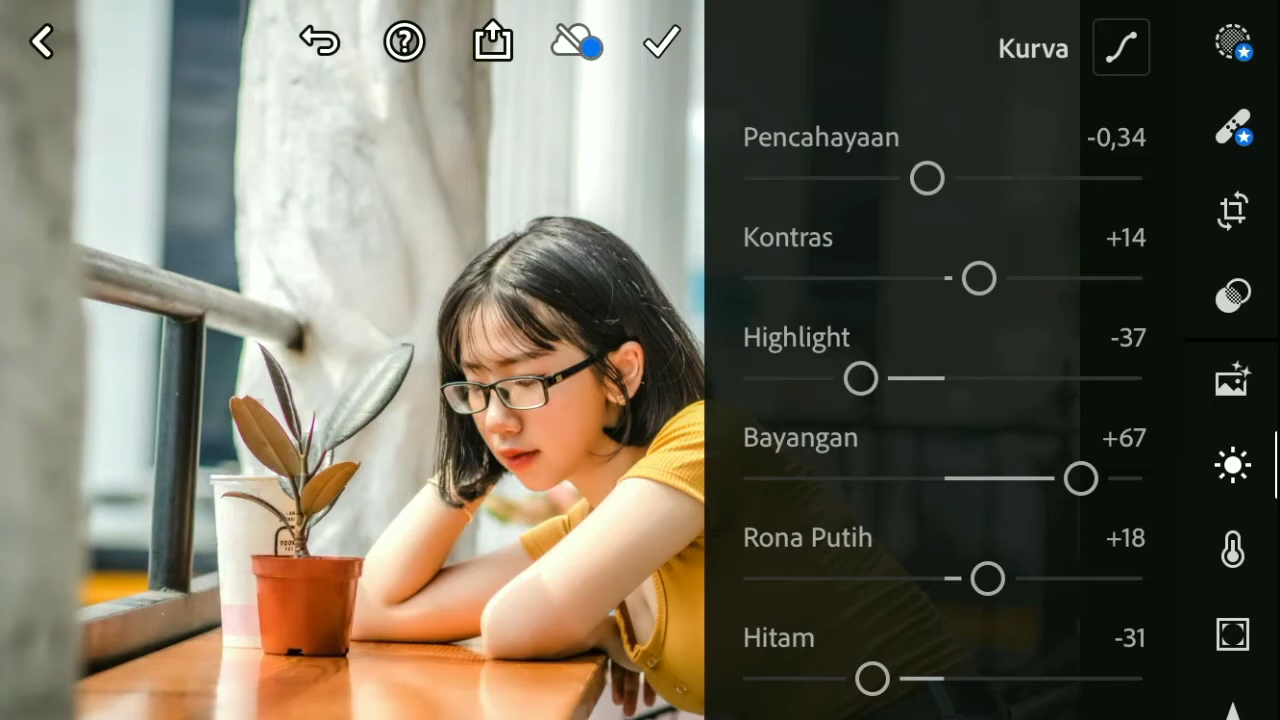 Kurva
Pencahayaan -0,34
Kontras +14
Highlight -37
Bayangan +67
Rona Putih +18
Hitam -31